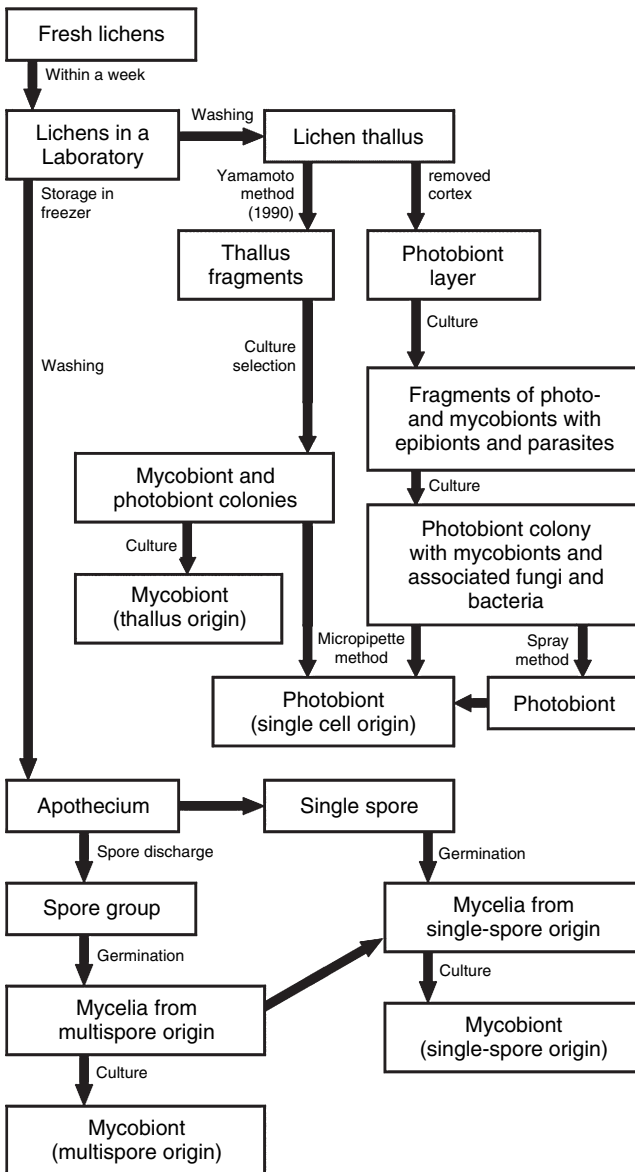 Fresh lichens
Within a week
Lichens in a
Laboratory
Washing
Lichen thallus
Storage in
freezer
Yamamoto
method
(1990)
removed
cortex
Thallus
fragments
Photobiont
layer
Culture
Culture
selection
Washing
Fragments of photo-
and mycobionts with
epibionts and parasites
Mycobiont and
photobiont colonies
Culture
Photobiont colony
with mycobionts and
associated fungi and
bacteria
Culture
Mycobiont
(thallus origin)
Micropipette
method
Spray
method
Photobiont
(single cell origin)
Photobiont
Apothecium
Single spore
Spore discharge
Germination
Spore group
Mycelia from
single-spore origin
Germination
Mycelia from
multispore origin
Culture
Mycobiont
(single-spore origin)
Culture
Mycobiont
(multispore origin)